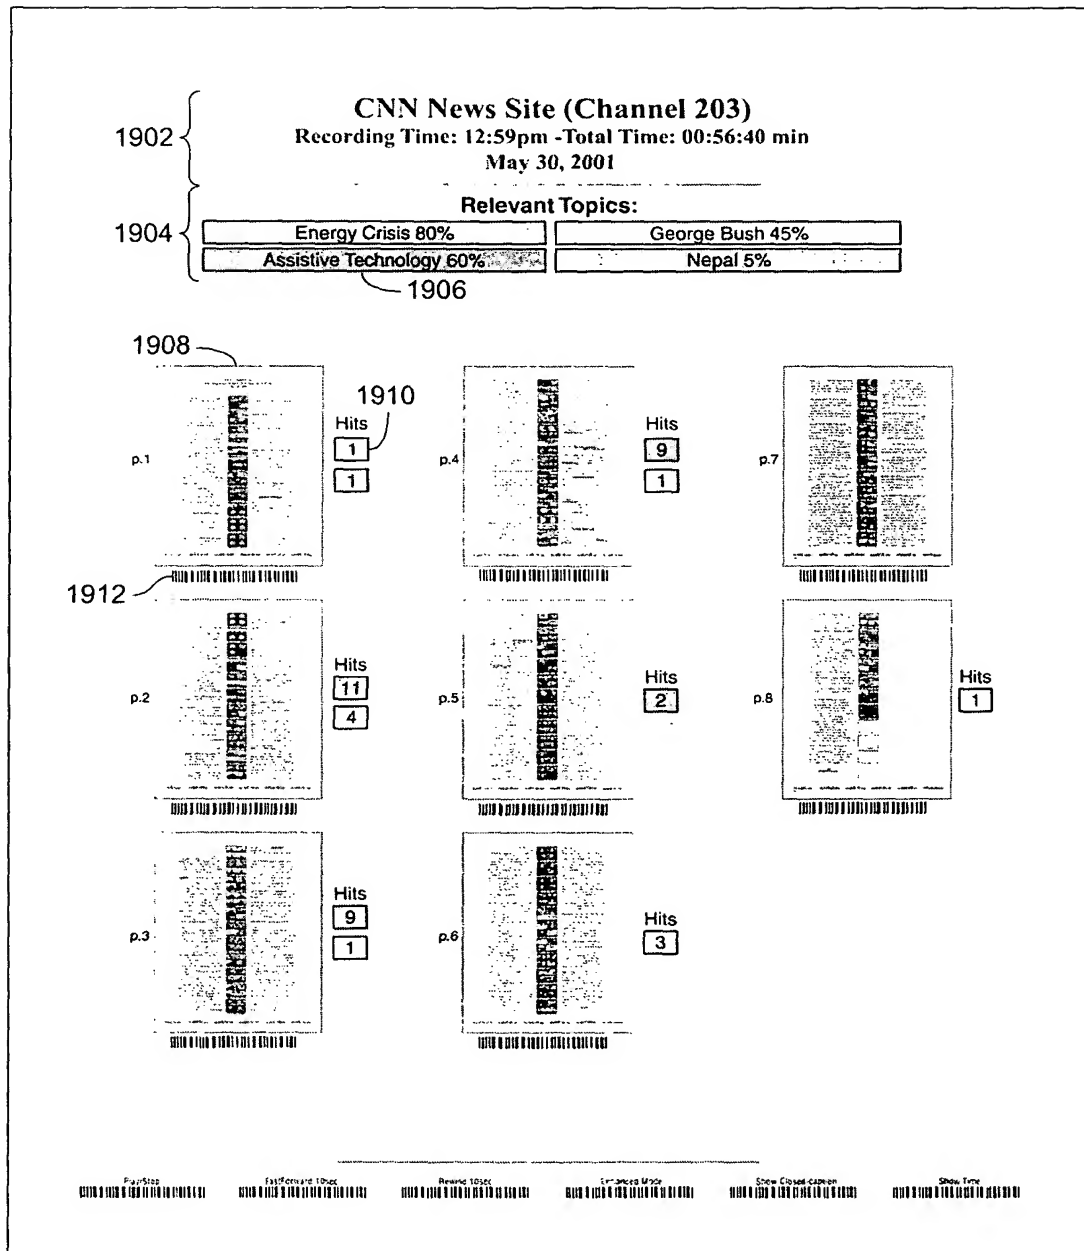 CNN News Site (Channel 203)
1902
Recording Time: 12:59pm -Total Time: 00:56:40 min
May 30, 2001
Relevant Topics:
1904
Energy Crisis 80%
George Bush 45%
Assistive Technology 60%
Nepal 5%
1906
1908
1910
Hits
1
1
p.1
Hits
9
1
p.4
p.7
1912
Hits
11
4
p.2
Hits
2
p.5
Hits
1
p.8
Hits
9
1
p.3
Hits
3
p.6
Play/Stop
FastForward 10sec
Rewind 10sec
Enhanced Mode
Show Closed-caption
Show Time